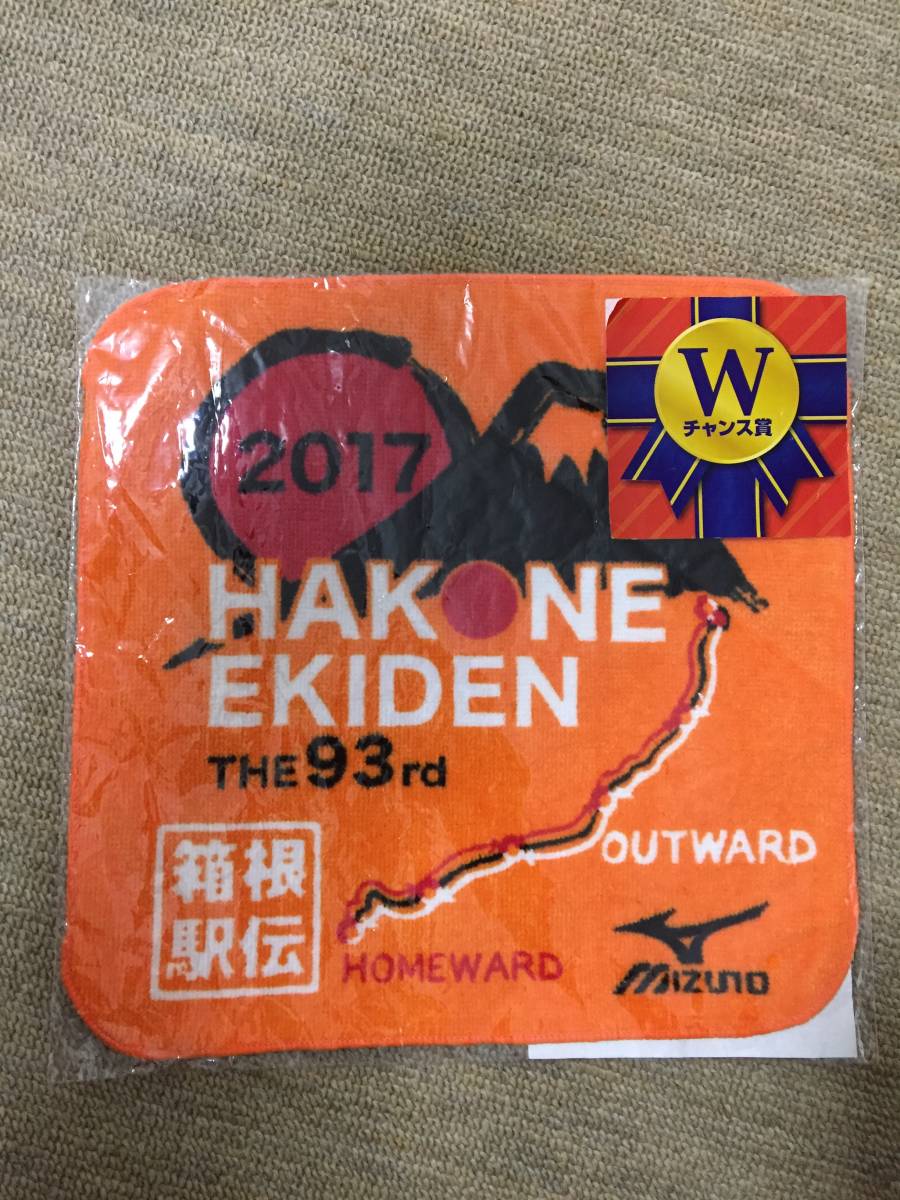 W
チャンス賞
2017
HAKONE
EKIDEN
THE 93rd
OUTWARD
HOMEWARD
箱根
駅伝
MIZUNO